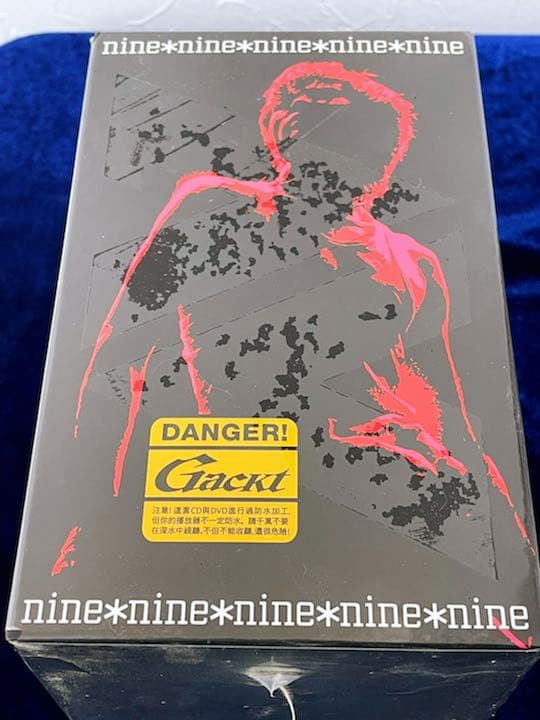 nine*nine*nine*nine*nine
DANGER!
Gackt
注意!這套CD與DVD進行過防水加工,
但你的播放器不一定防水。請千萬不要
在深水中視聽,不但不能收聽,還很危險!
nine*nine*nine*nine*nine